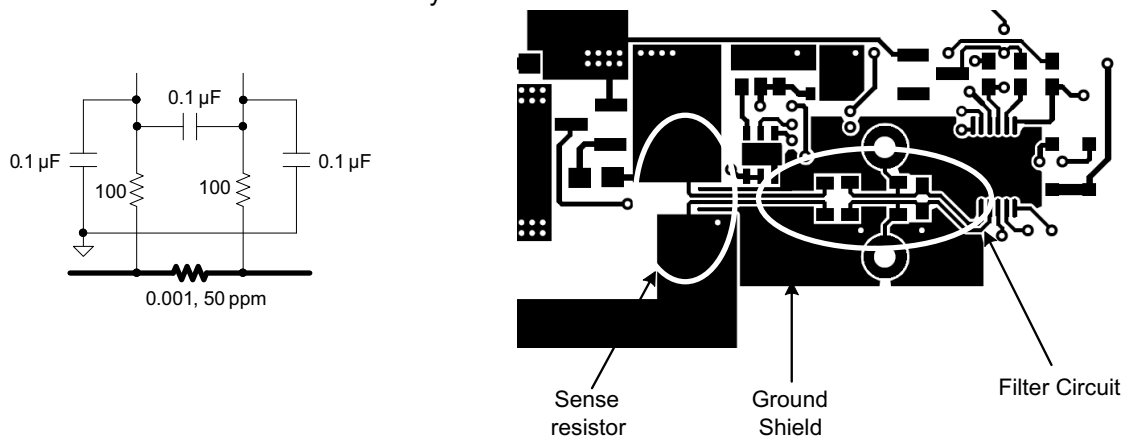 0.1 µF
0.1 µF
0.1 µF
100
100
0.001, 50 ppm
Sense
resistor
Ground
Shield
Filter Circuit